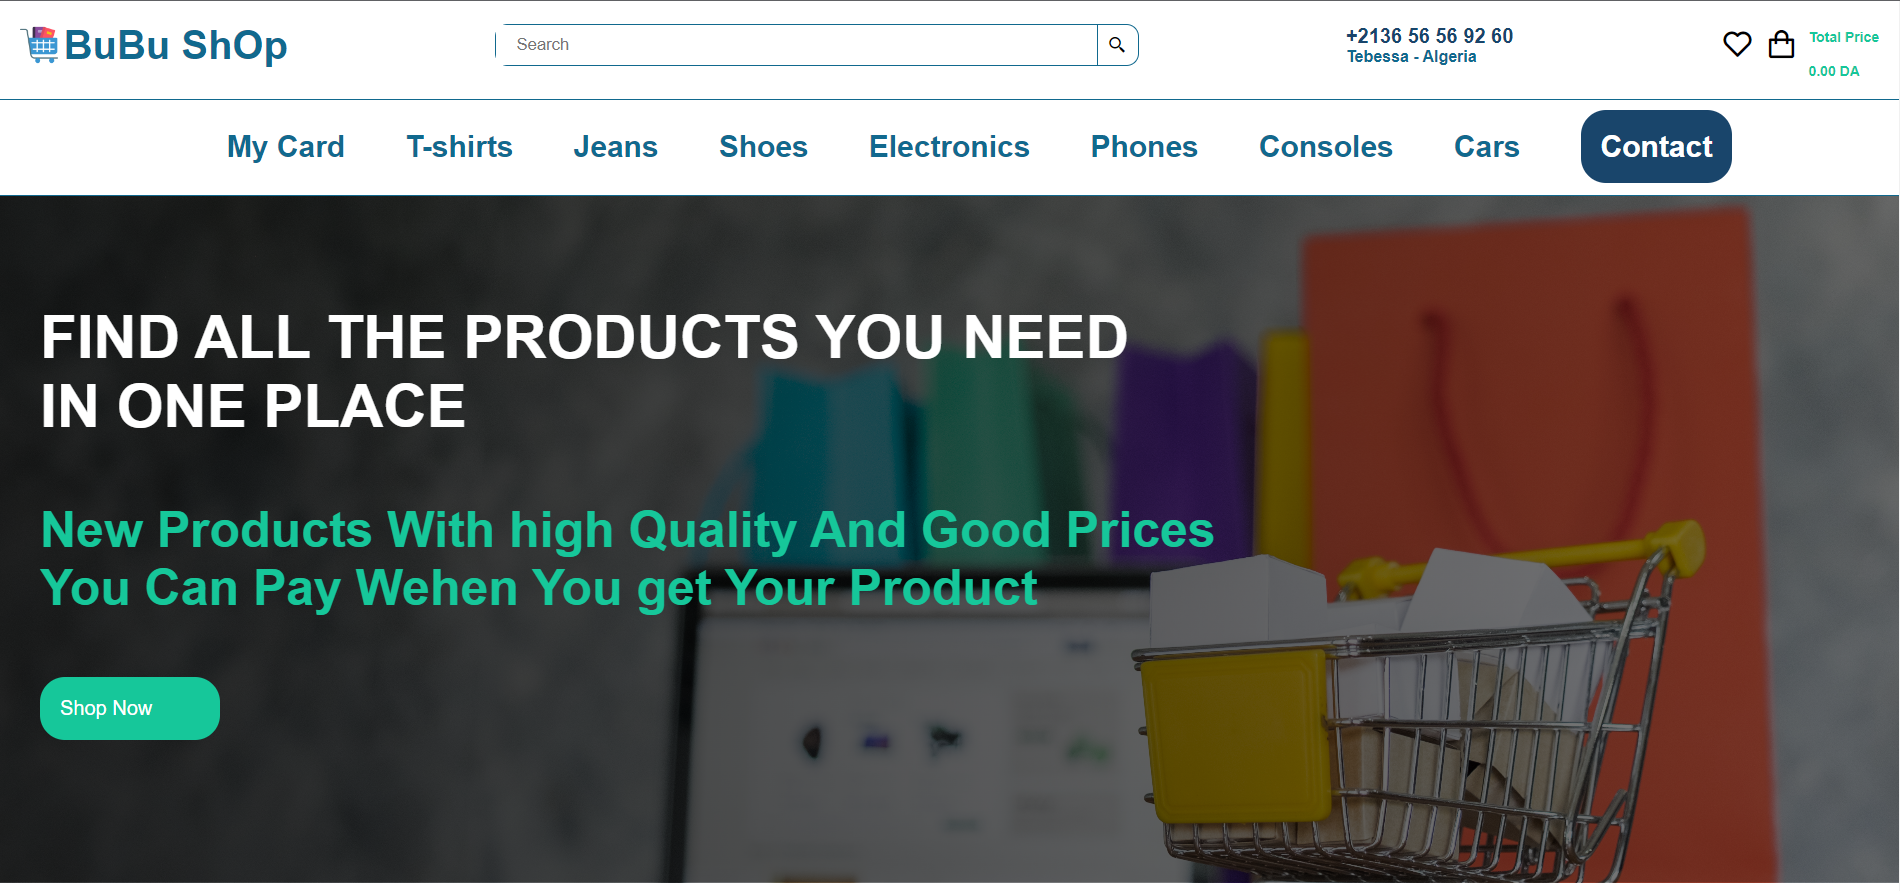 BuBu ShOp
Search
+2136 56 56 92 60
Tebessa - Algeria
Total Price
0.00 DA
My Card
T-shirts
Jeans
Shoes
Electronics
Phones
Consoles
Cars
Contact
FIND ALL THE PRODUCTS YOU NEED
IN ONE PLACE
New Products With high Quality And Good Prices
You Can Pay Wehen You get Your Product
Shop Now